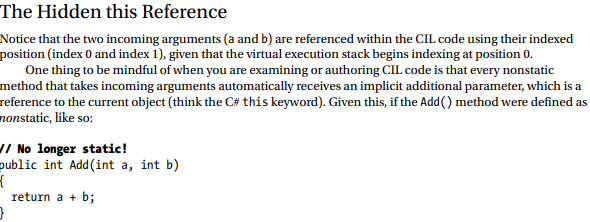 The Hidden this Reference
Notice that the two incoming arguments (a and b) are referenced within the CIL code using their indexed
position (index 0 and index 1), given that the virtual execution stack begins indexing at position 0.
One thing to be mindful of when you are examining or authoring CIL code is that every nonstatic
method that takes incoming arguments automatically receives an implicit additional parameter, which is a
reference to the current object (think the C# this keyword). Given this, if the Add() method were defined as
nonstatic, like so:
// No longer static!
public int Add(int a, int b)
{
return a + b;
}